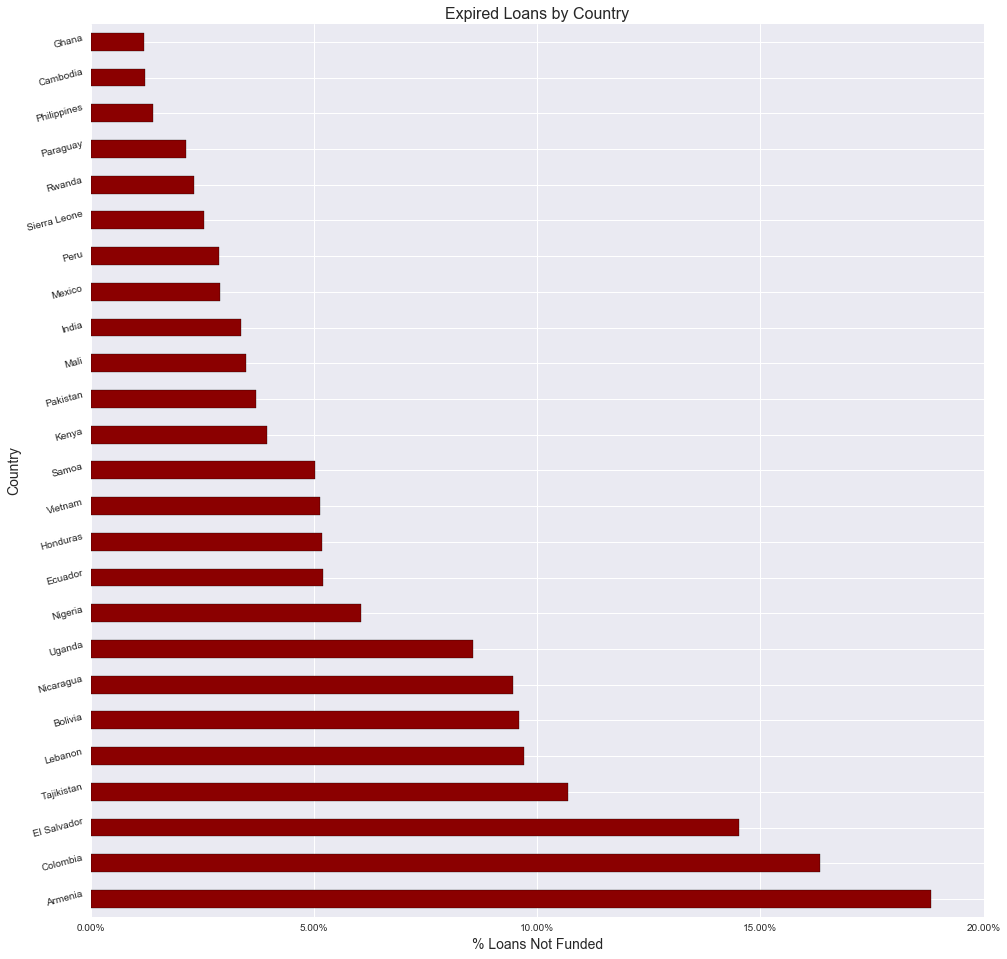 Expired Loans by Country
Ghana
Cambodia
Philippines
Paraguay
Rwanda
Sierra Leone
Peru
Mexico
India
Mali
Pakistan
Kenya
Samoa
Vietnam
Honduras
Ecuador
Nigeria
Uganda
Nicaragua
Bolivia
Lebanon
Tajikistan
El Salvador
Colombia
Armenia
Country
0.00% 5.00% 10.00% 15.00% 20.00%
% Loans Not Funded